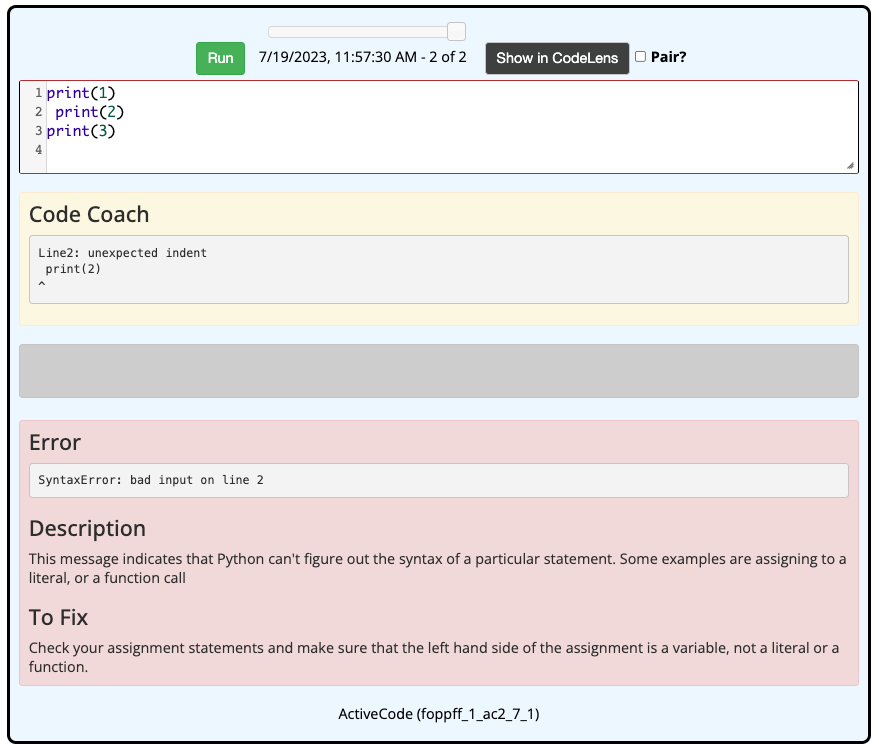 Run 7/19/2023, 11:57:30 AM - 2 of 2 Show in CodeLens Pair?
1 print(1)
2  print(2)
3 print(3)
4
Code Coach
Line2: unexpected indent
 print(2)
^
Error
SyntaxError: bad input on line 2
Description
This message indicates that Python can't figure out the syntax of a particular statement. Some examples are assigning to a
literal, or a function call
To Fix
Check your assignment statements and make sure that the left hand side of the assignment is a variable, not a literal or a
function.
ActiveCode (foppff_1_ac2_7_1)